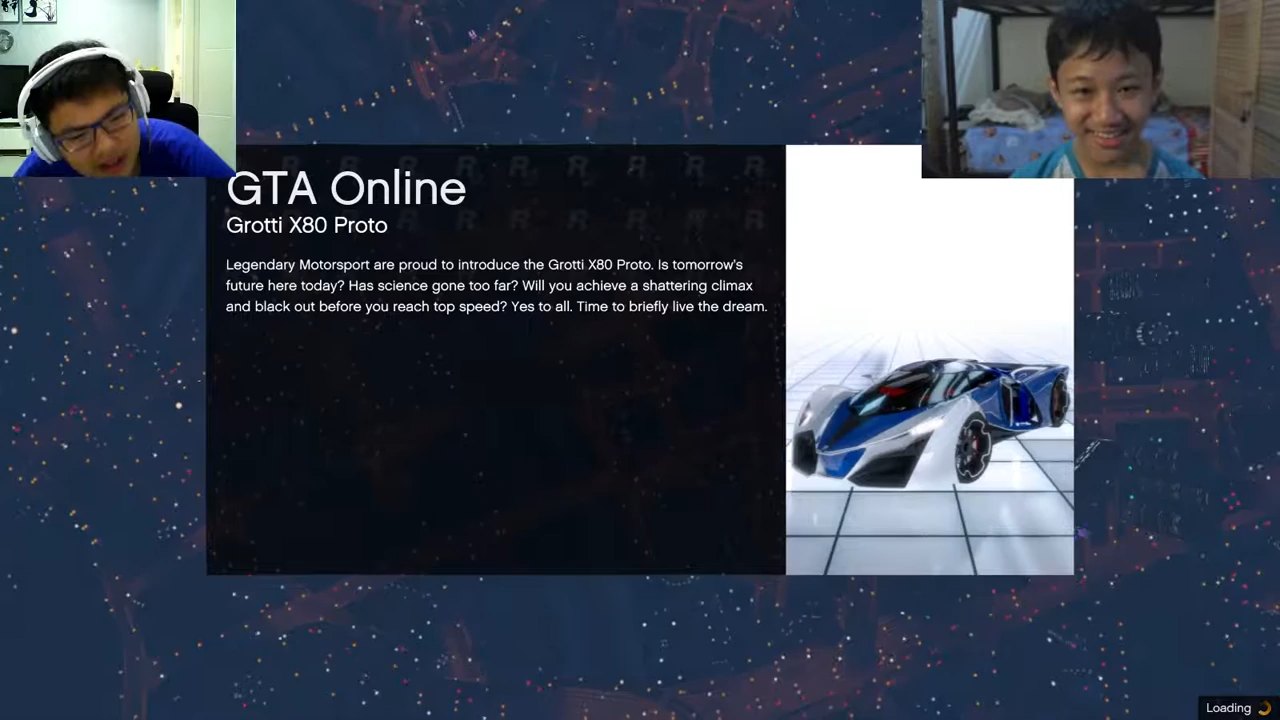 GTA Online
Grotti X80 Proto
Legendary Motorsport are proud to introduce the Grotti X80 Proto. Is tomorrow's
future here today? Has science gone too far? Will you achieve a shattering climax
and black out before you reach top speed? Yes to all. Time to briefly live the dream.
Loading